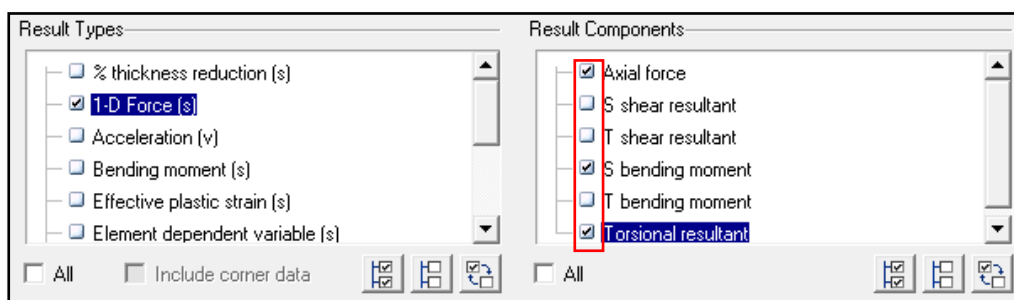 Result Types
% thickness reduction (s)
1-D Force (s)
Acceleration (v)
Bending moment (s)
Effective plastic strain (s)
Element dependent variable (s)
All
Include corner data
Result Components
Axial force
S shear resultant
T shear resultant
S bending moment
T bending moment
Torsional resultant
All